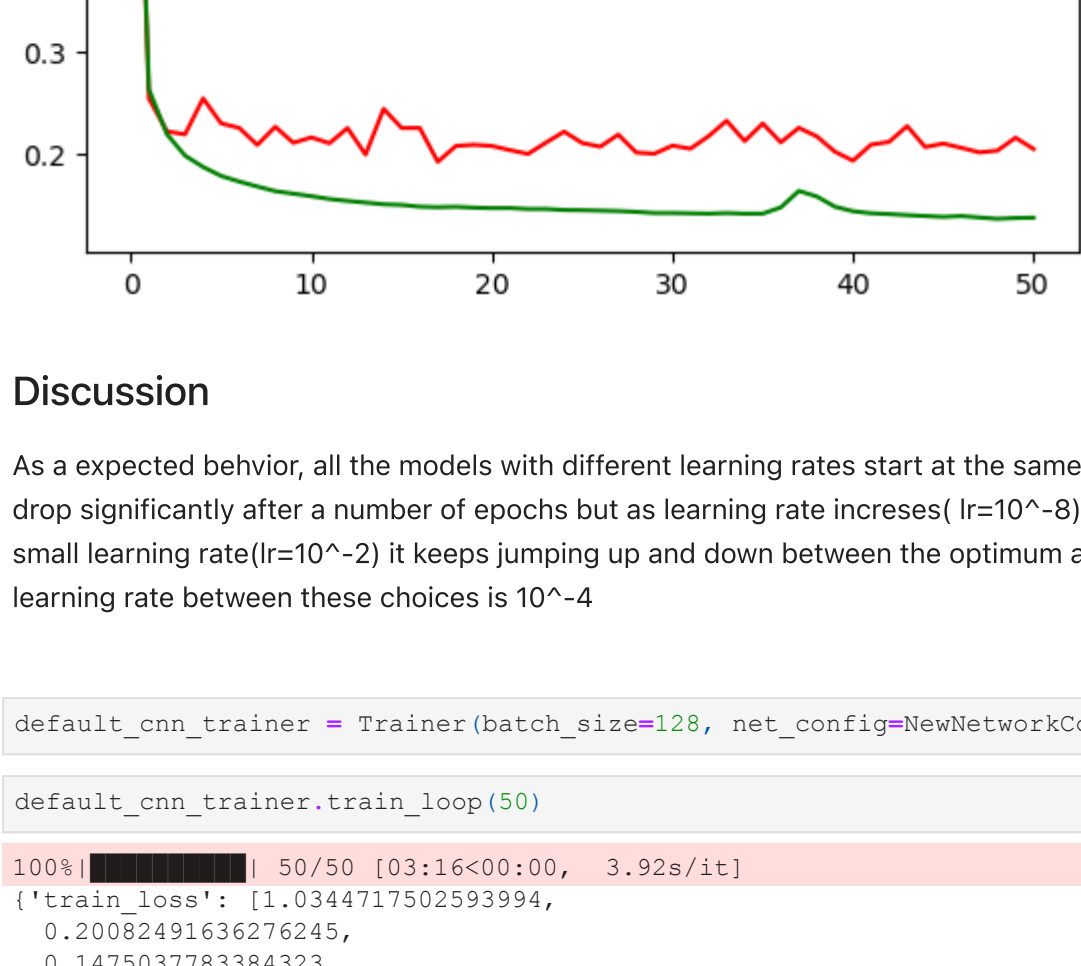 0.3
0.2
0 10 20 30 40 50
Discussion
As a expected behvior, all the models with different learning rates start at the same
drop significantly after a number of epochs but as learning rate increses( lr=10^-8)
small learning rate(lr=10^-2) it keeps jumping up and down between the optimum a
learning rate between these choices is 10^-4
default_cnn_trainer = Trainer(batch_size=128, net_config=NewNetworkCo
default_cnn_trainer.train_loop(50)
100%|██████████| 50/50 [03:16<00:00,  3.92s/it]
{'train_loss': [1.0344717502593994,
0.20082491636276245,
0.1475037783384323